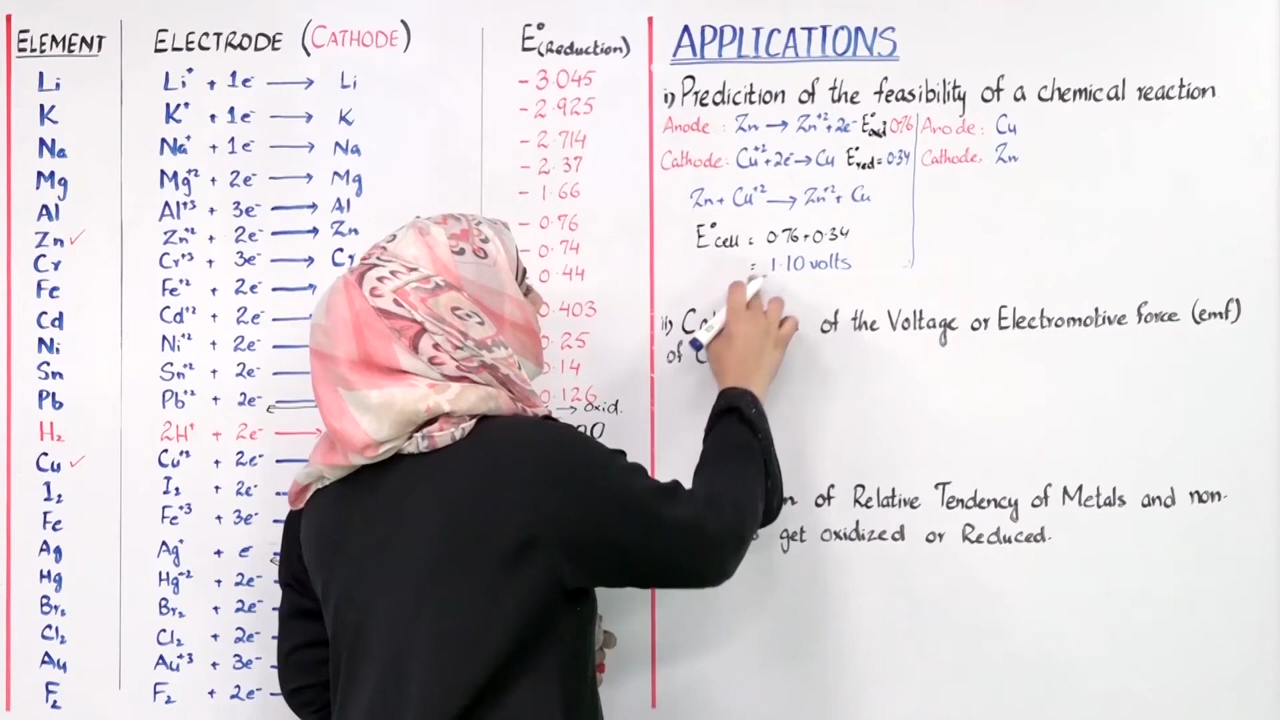 ELEMENT ELECTRODE (CATHODE) E°(Reduction)
Li Li⁺ + 1e⁻ → Li - 3.045
K K⁺ + 1e⁻ → K - 2.925
Na Na⁺ + 1e⁻ → Na - 2.714
Mg Mg⁺² + 2e⁻ → Mg - 2.37
Al Al⁺³ + 3e⁻ → Al - 1.66
Zn ✓ Zn⁺² + 2e⁻ → Zn - 0.76
Cr Cr⁺³ + 3e⁻ → Cr - 0.74
Fe Fe⁺² + 2e⁻ → 0.44
Cd Cd⁺² + 2e⁻ 0.403
Ni Ni⁺² + 2e⁻ 0.25
Sn Sn⁺² + 2e⁻ 0.14
Pb Pb⁺² + 2e⁻ 0.126
→ oxid.
H₂ 2H⁺ + 2e⁻ →
Cu ✓ Cu⁺² + 2e⁻
I₂ I₂ + 2e⁻
Fe Fe⁺³ + 3e⁻
Ag Ag⁺ + e⁻
Hg Hg⁺² + 2e⁻
Br₂ Br₂ + 2e⁻
Cl₂ Cl₂ + 2e⁻
Au Au⁺³ + 3e⁻
F₂ F₂ + 2e⁻
APPLICATIONS
i) Predicition of the feasibility of a chemical reaction
Anode : Zn → Zn⁺² + 2e⁻ E°oxi 0.76
Cathode: Cu⁺² + 2e⁻ → Cu E°red = 0.34
Zn + Cu⁺² → Zn⁺² + Cu
E°cell = 0.76 + 0.34
= 1.10 volts
Anode: Cu
Cathode. Zn
ii) of the Voltage or Electromotive force (emf)
of
of Relative Tendency of Metals and non-
get oxidized or Reduced.